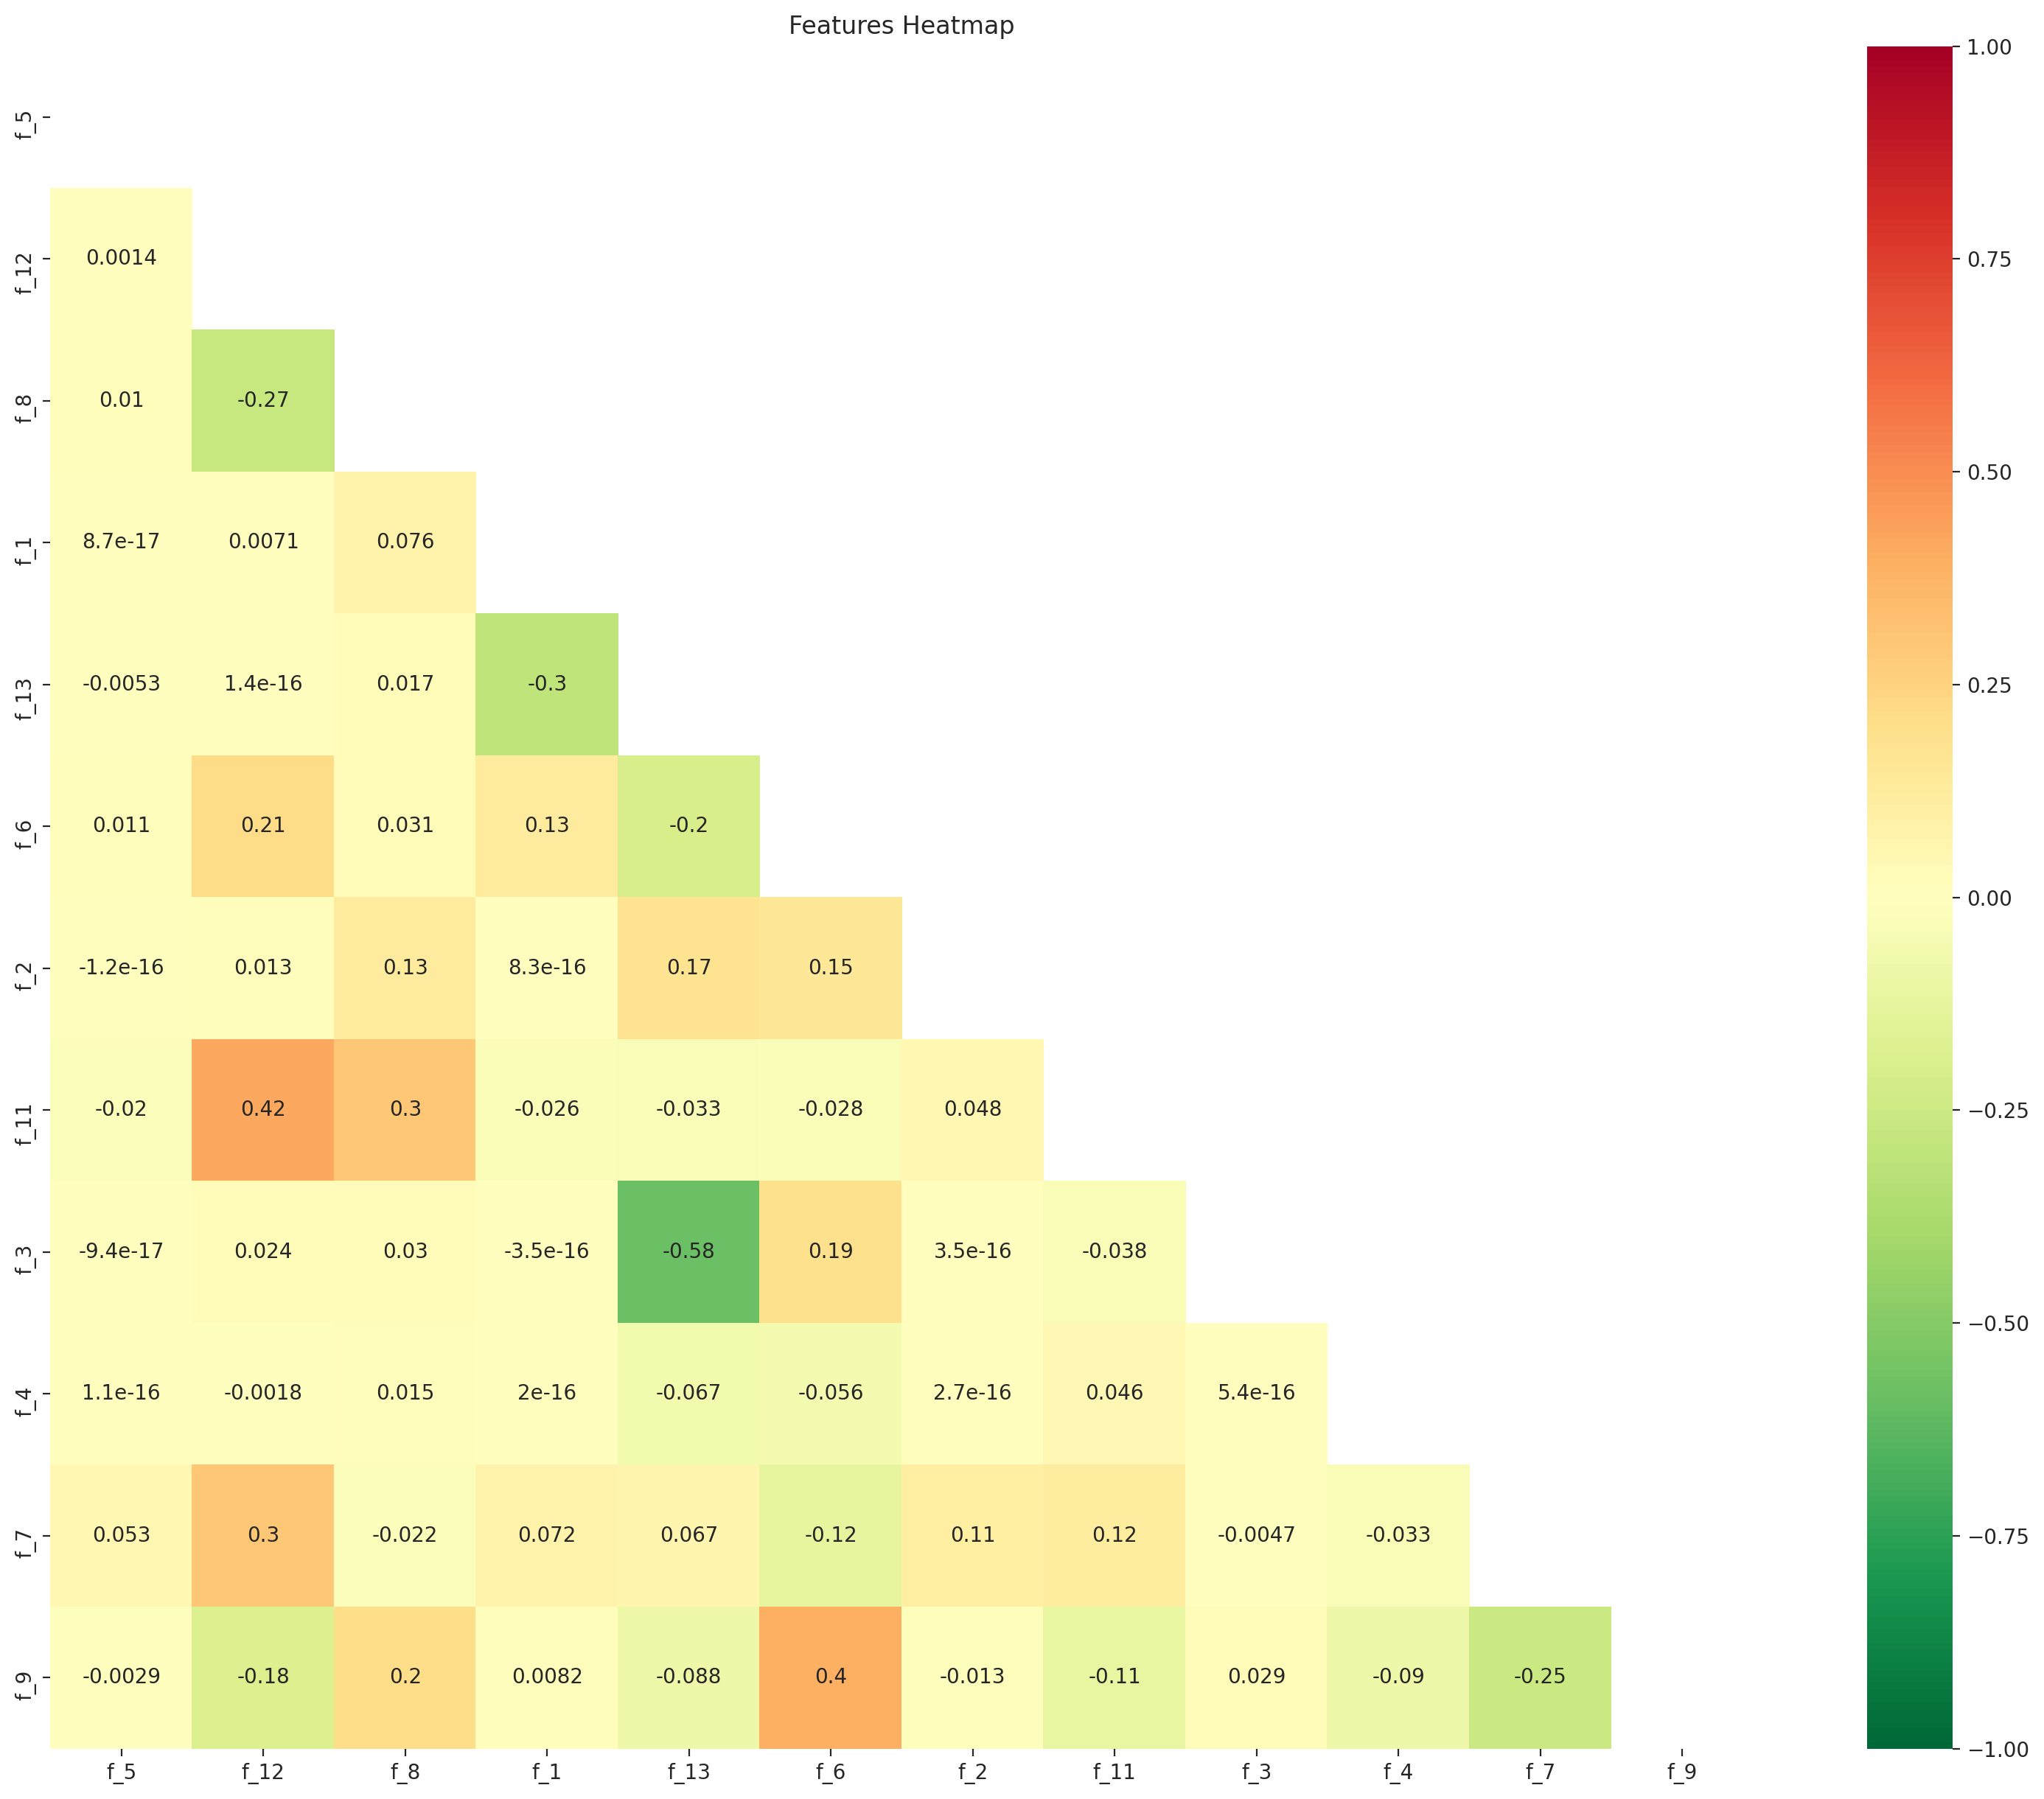 Features Heatmap
1.00
f_5
f_12 0.0014
0.75
f_8 0.01 -0.27
0.50
f_1 8.7e-17 0.0071 0.076
f_13 -0.0053 1.4e-16 0.017 -0.3
0.25
f_6 0.011 0.21 0.031 0.13 -0.2
0.00
f_2 -1.2e-16 0.013 0.13 8.3e-16 0.17 0.15
f_11 -0.02 0.42 0.3 -0.026 -0.033 -0.028 0.048
−0.25
f_3 -9.4e-17 0.024 0.03 -3.5e-16 -0.58 0.19 3.5e-16 -0.038
−0.50
f_4 1.1e-16 -0.0018 0.015 2e-16 -0.067 -0.056 2.7e-16 0.046 5.4e-16
f_7 0.053 0.3 -0.022 0.072 0.067 -0.12 0.11 0.12 -0.0047 -0.033
−0.75
f_9 -0.0029 -0.18 0.2 0.0082 -0.088 0.4 -0.013 -0.11 0.029 -0.09 -0.25
−1.00
f_5 f_12 f_8 f_1 f_13 f_6 f_2 f_11 f_3 f_4 f_7 f_9